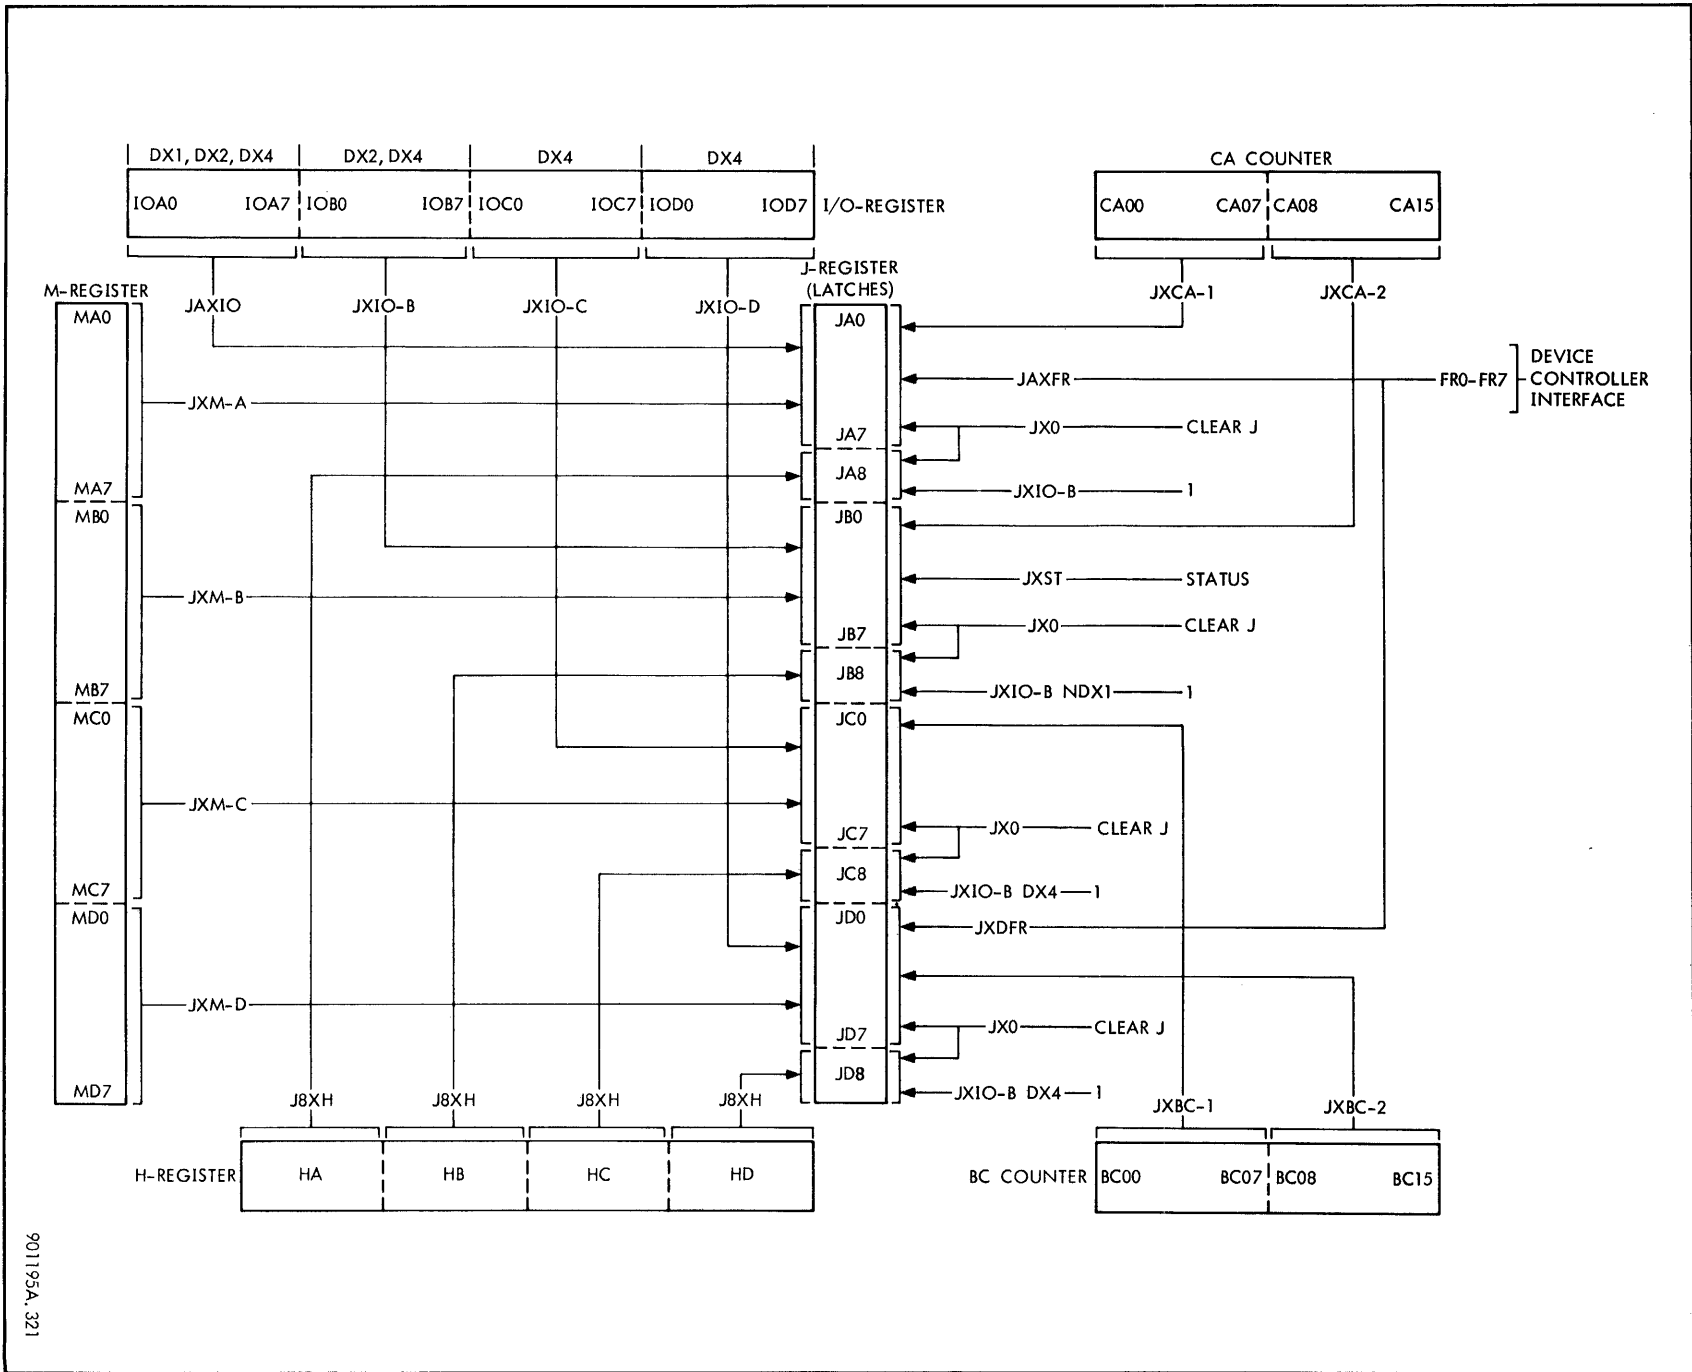 DX1, DX2, DX4 DX2, DX4 DX4 DX4
IOA0 IOA7 IOB0 IOB7 IOC0 IOC7 IOD0 IOD7 I/O-REGISTER
CA COUNTER
CA00 CA07 CA08 CA15
J-REGISTER
(LATCHES)
M-REGISTER
JAXIO JXIO-B JXIO-C JXIO-D
JXCA-1 JXCA-2
MA0
JA0
JAXFR
FR0-FR7
DEVICE
CONTROLLER
INTERFACE
JXM-A
JA7
JX0 CLEAR J
JA8
MA7
JXIO-B 1
MB0
JB0
JXST STATUS
JXM-B
JB7
JX0 CLEAR J
JB8
MB7
JXIO-B NDX1 1
MC0
JC0
JXM-C
JC7
JX0 CLEAR J
JC8
MC7
JXIO-B DX4 1
MD0
JD0
JXDFR
JXM-D
JD7
JX0 CLEAR J
JD8
MD7
JXIO-B DX4 1
J8XH J8XH J8XH J8XH
JXBC-1 JXBC-2
H-REGISTER HA HB HC HD
BC COUNTER BC00 BC07 BC08 BC15
901195A. 321